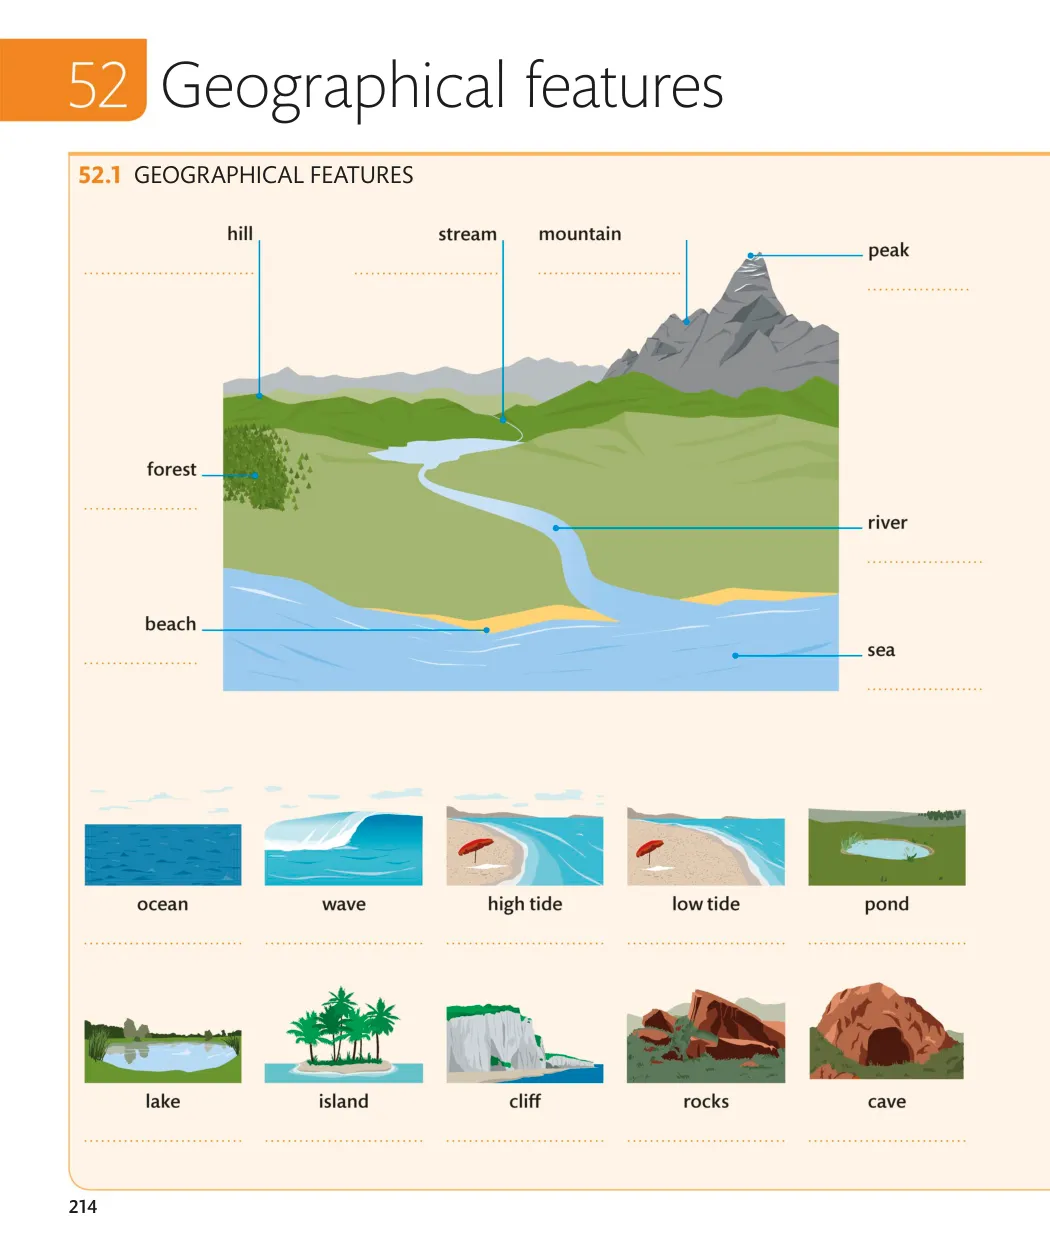 52 Geographical features
52.1 GEOGRAPHICAL FEATURES
hill
stream
mountain
peak
forest
river
beach
sea
ocean
wave
high tide
low tide
pond
lake
island
cliff
rocks
cave
214